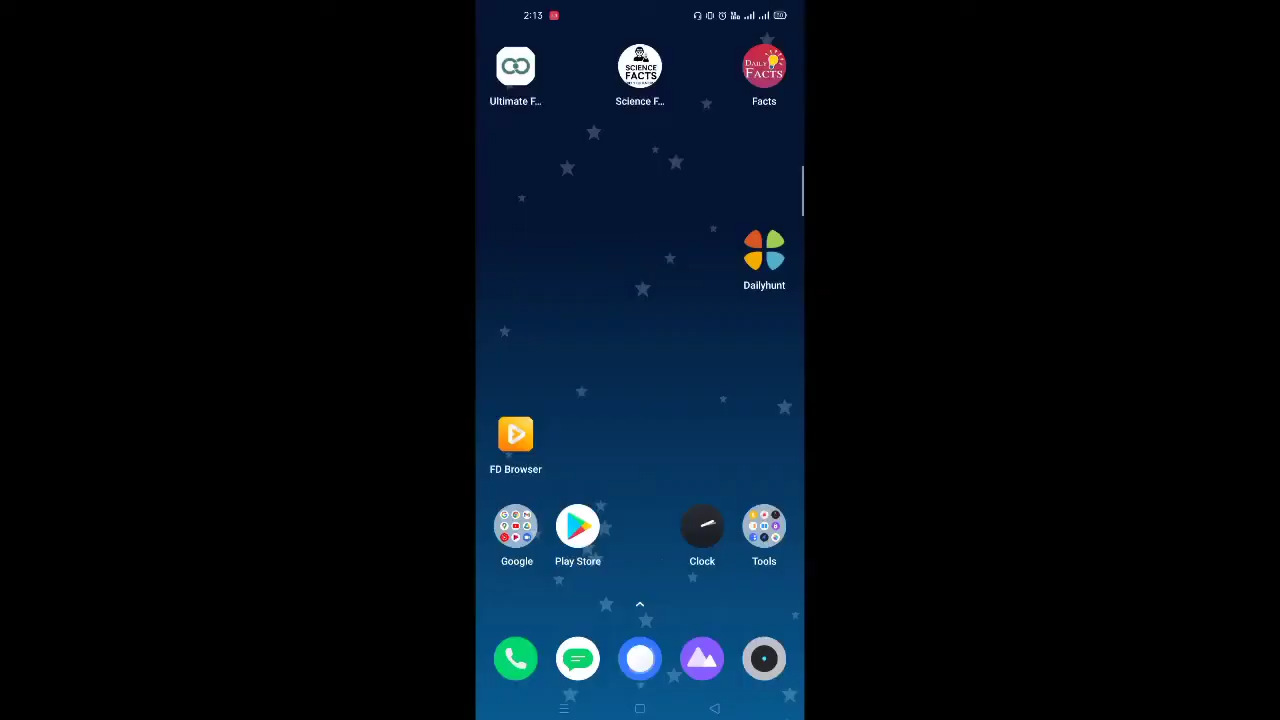 2:13
Ultimate F...
SCIENCE
FACTS
Science F...
DAILY
FACTS
Facts
Dailyhunt
FD Browser
Google
Play Store
Clock
Tools